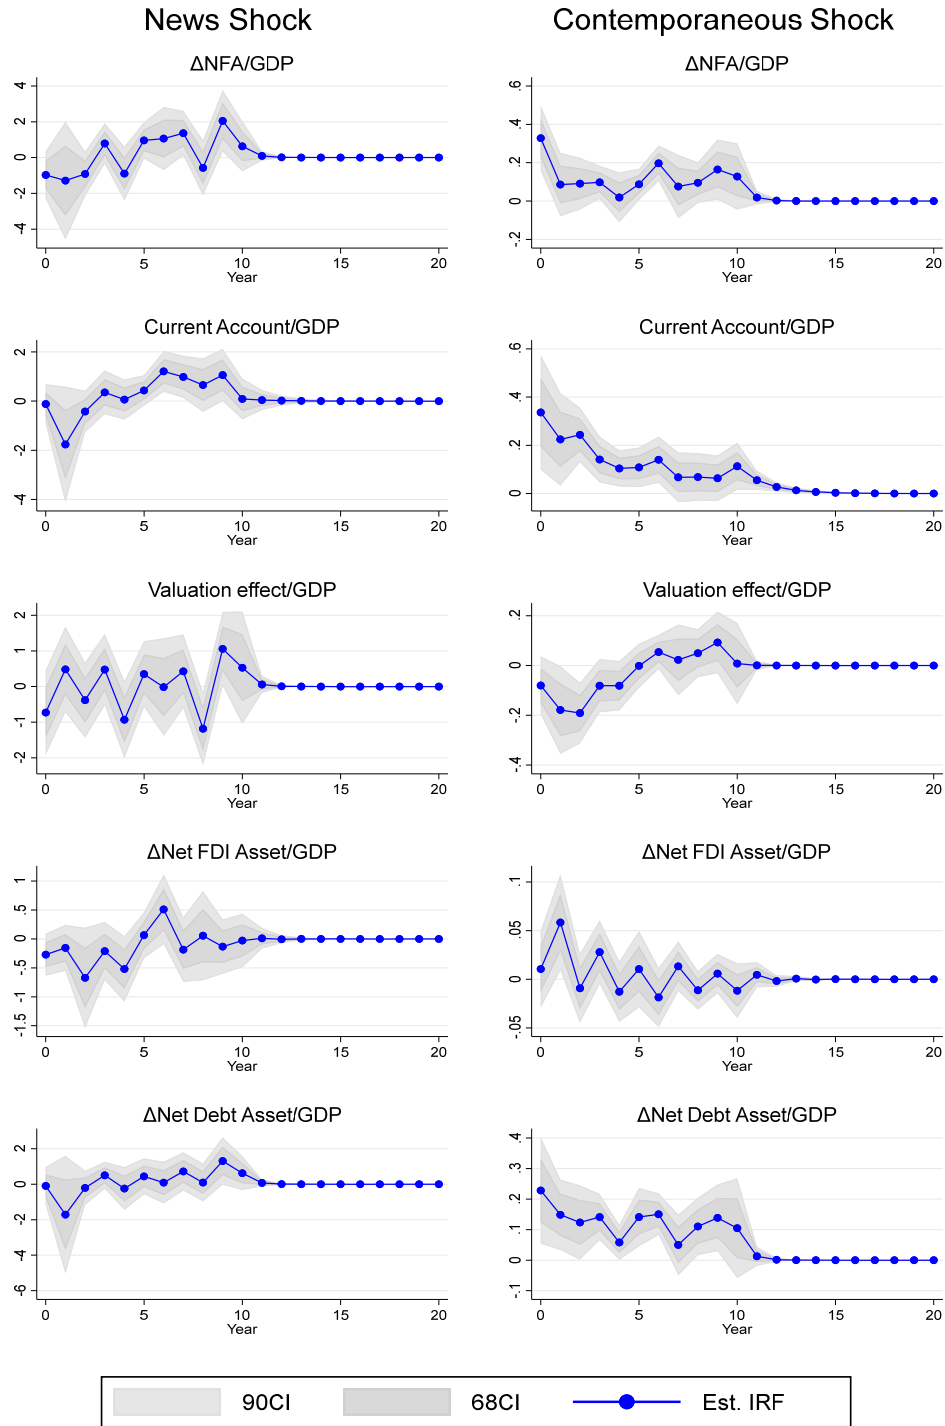 News Shock
Contemporaneous Shock
ΔNFA/GDP
4
2
0
-2
-4
0 5 10 15 20
Year
ΔNFA/GDP
.6
.4
.2
0
-.2
0 5 10 15 20
Year
Current Account/GDP
2
0
-2
-4
0 5 10 15 20
Year
Current Account/GDP
.6
.4
.2
0
0 5 10 15 20
Year
Valuation effect/GDP
2
1
0
-1
-2
0 5 10 15 20
Year
Valuation effect/GDP
.2
0
-.2
-.4
0 5 10 15 20
Year
ΔNet FDI Asset/GDP
1
.5
0
-.5
-1
-1.5
0 5 10 15 20
Year
ΔNet FDI Asset/GDP
.1
.05
0
-.05
0 5 10 15 20
Year
ΔNet Debt Asset/GDP
2
0
-2
-4
-6
0 5 10 15 20
Year
ΔNet Debt Asset/GDP
.4
.3
.2
.1
0
-.1
0 5 10 15 20
Year
90CI 68CI Est. IRF